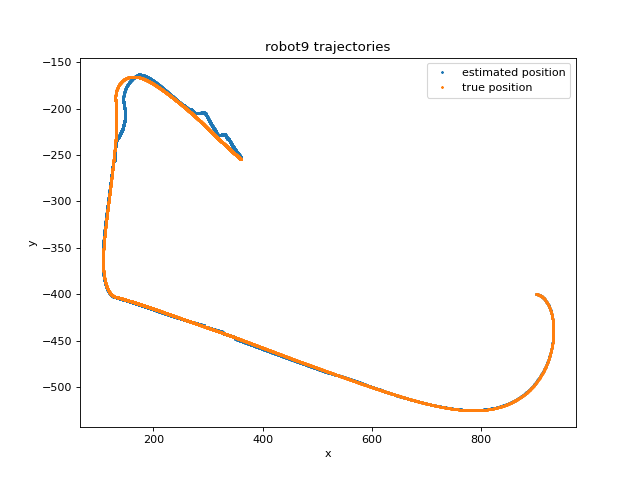 robot9 trajectories
estimated position
true position
−150
−200
−250
−300
−350
−400
−450
−500
y
200
400
600
800
x